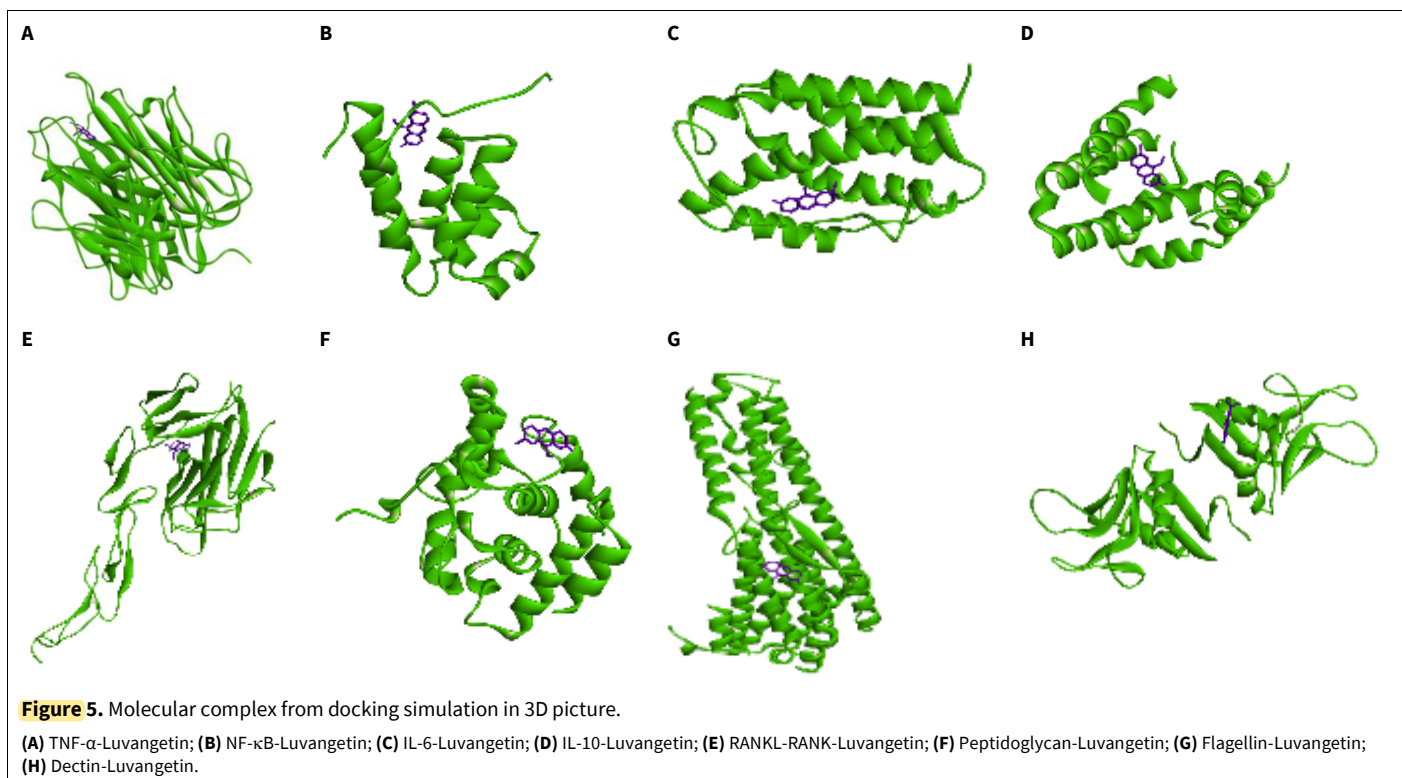 A
B
C
D
E
F
G
H
Figure 5. Molecular complex from docking simulation in 3D picture.
(A) TNF-α-Luvangetin; (B) NF-κB-Luvangetin; (C) IL-6-Luvangetin; (D) IL-10-Luvangetin; (E) RANKL-RANK-Luvangetin; (F) Peptidoglycan-Luvangetin; (G) Flagellin-Luvangetin;
(H) Dectin-Luvangetin.